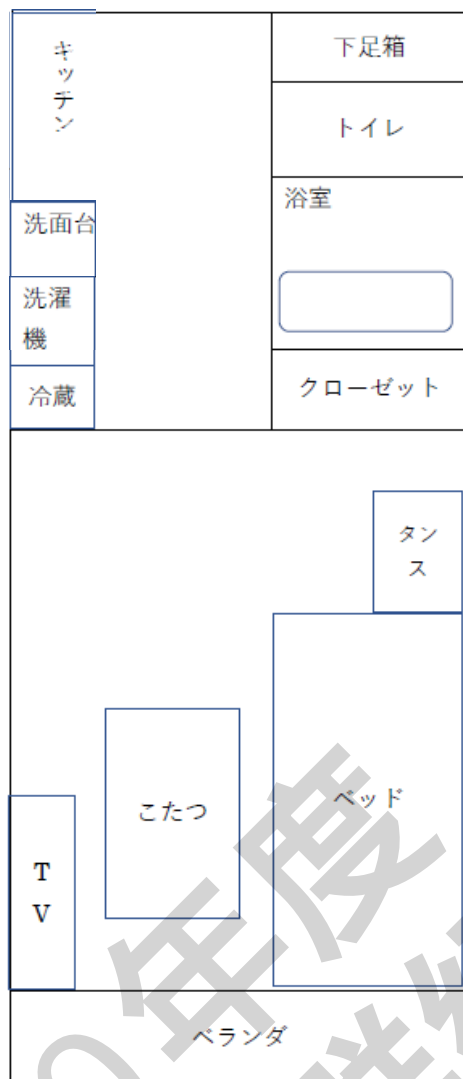 キッチン
下足箱
トイレ
浴室
洗面台
洗濯
機
冷蔵
クローゼット
タン
ス
ベッド
こたつ
T
V
ベランダ
年度